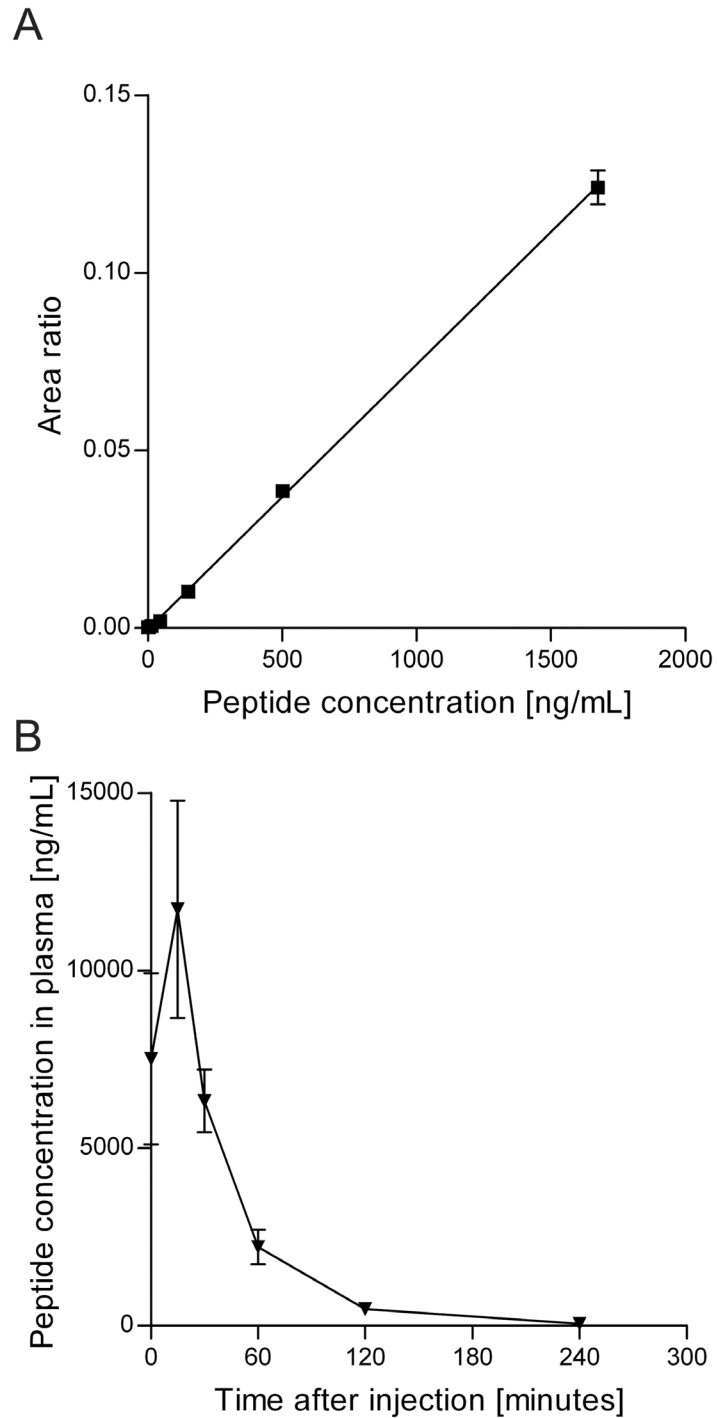 A
0.15
0.10
0.05
0.00
Area ratio
0 500 1000 1500 2000
Peptide concentration [ng/mL]
B
15000
10000
5000
0
Peptide concentration in plasma [ng/mL]
0 60 120 180 240 300
Time after injection [minutes]